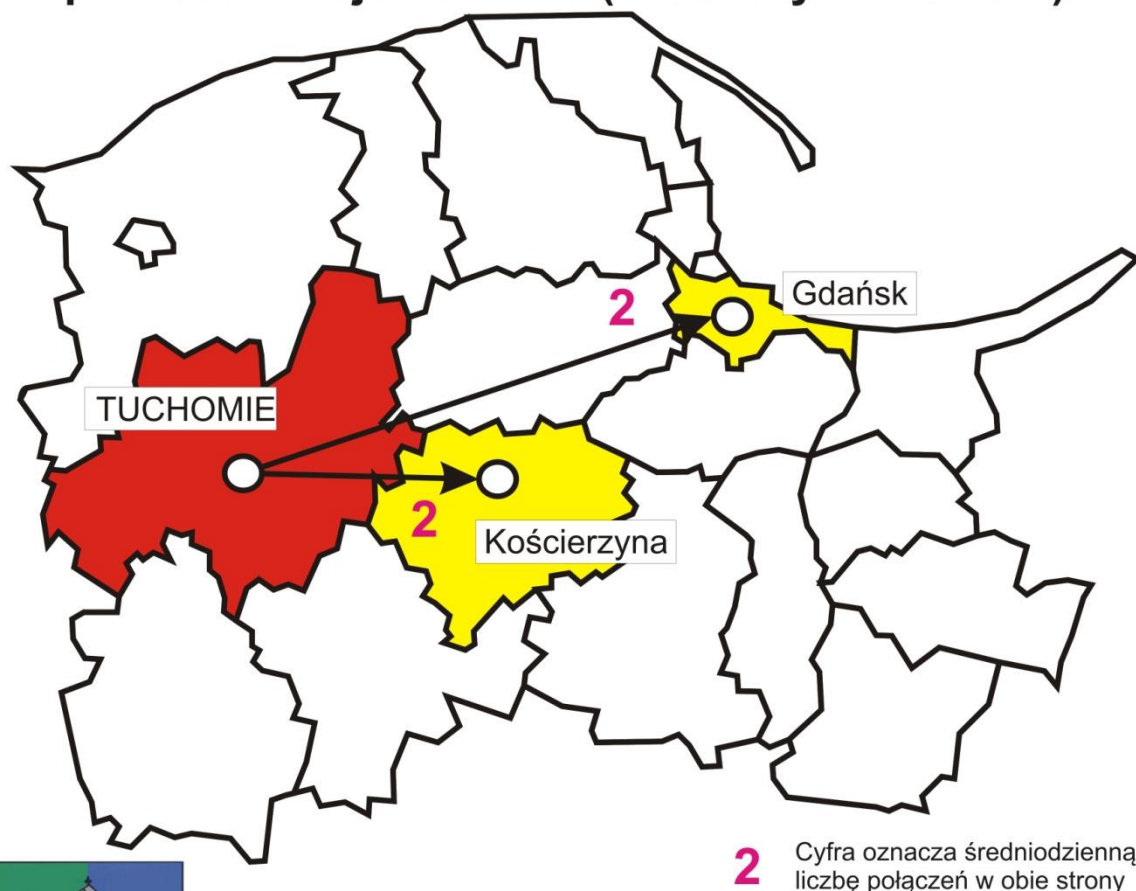 2
Gdańsk
TUCHOMIE
2
Kościerzyna
2
Cyfra oznacza średniodzienną
liczbę połączeń w obie strony